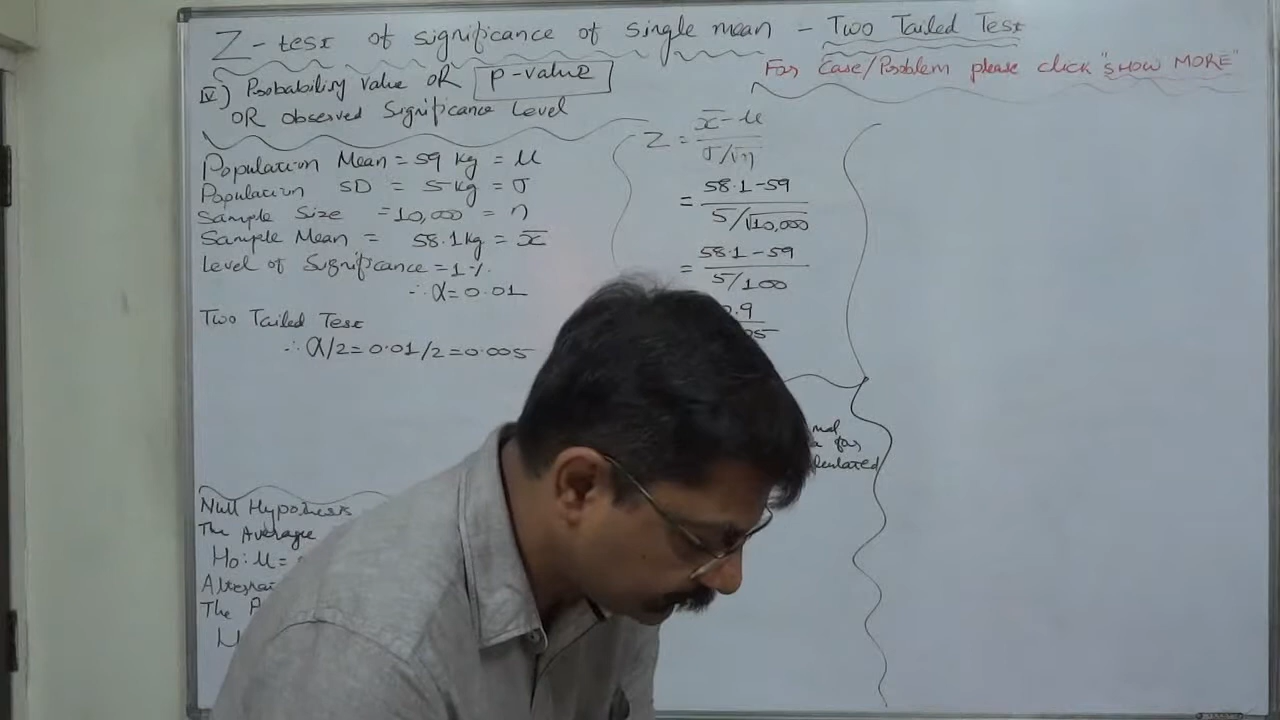 Z-test of significance of single mean - Two Tailed Test
For Case/Problem please click "SHOW MORE"
IV) Probability Value OR p-value
OR Observed Significance Level
Population Mean = 59 kg = μ
Population SD = 5 kg = σ
Sample Size = 10,000 = n
Sample Mean = 58.1 kg = x̄
Level of Significance = 1%
∴ α = 0.01
Two Tailed Test
∴ α/2 = 0.01/2 = 0.005
Null Hypothesis
The Average
H₀: μ =
The
Z = x̄ - μ
σ/√n
= 58.1 - 59
5/√10,000
= 58.1 - 59
5/100
.9